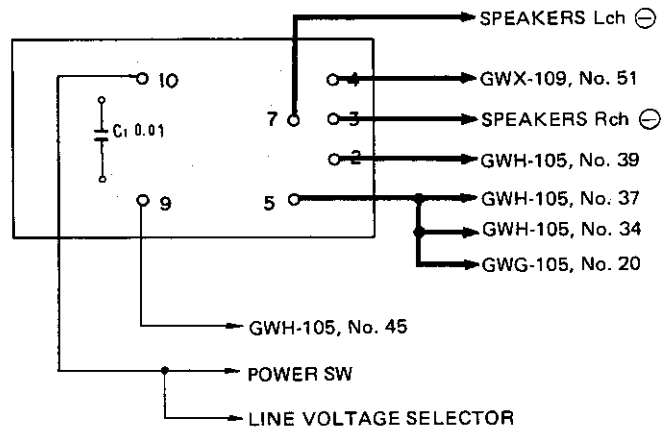 SPEAKERS Lch ⊖
10
4
GWX-109, No. 51
C1 0.01
7
3
SPEAKERS Rch ⊖
2
GWH-105, No. 39
9
5
GWH-105, No. 37
GWH-105, No. 34
GWG-105, No. 20
GWH-105, No. 45
POWER SW
LINE VOLTAGE SELECTOR